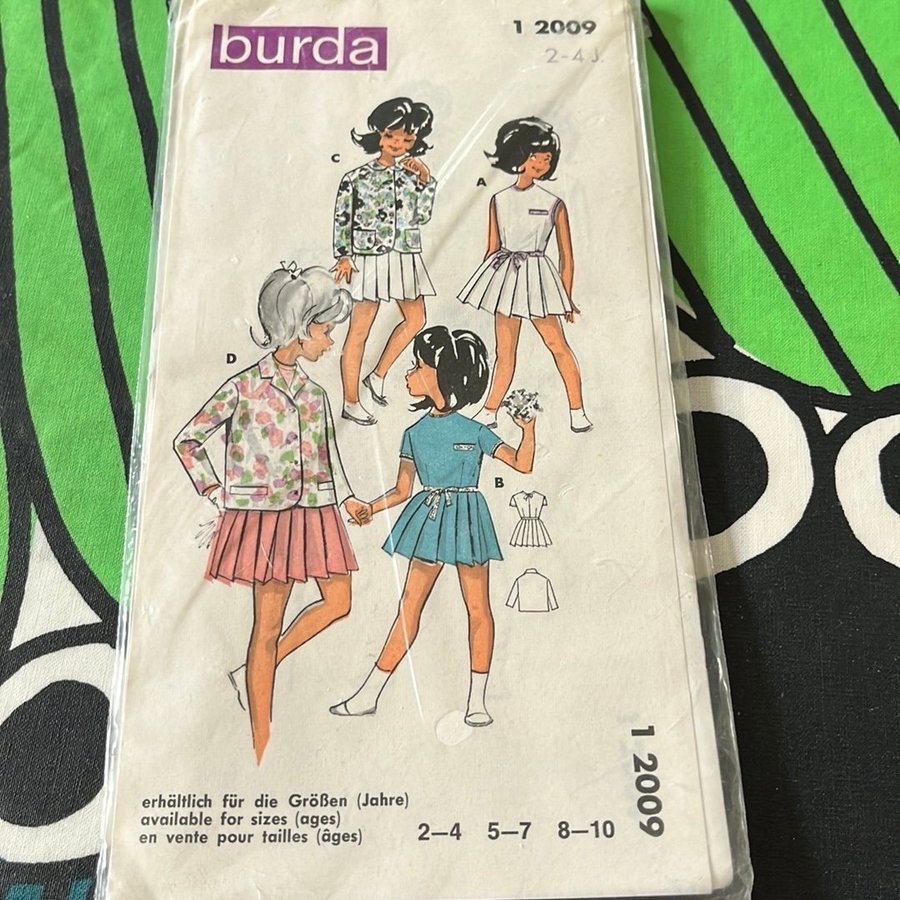 burda
1 2009
2-4 J.
C
A
D
B
1 2009
erhältlich für die Größen (Jahre)
available for sizes (ages)
en vente pour tailles (âges)
2–4 5–7 8–10